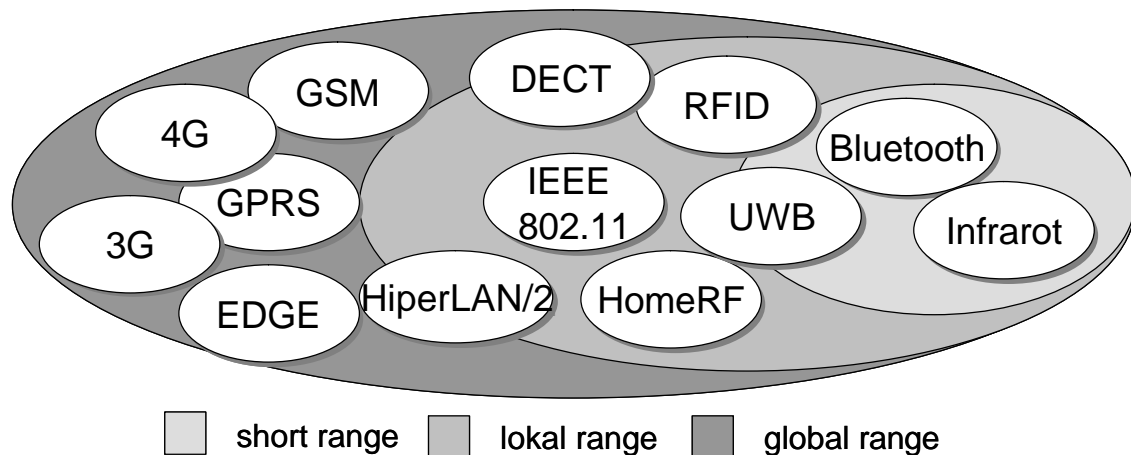 DECT
GSM
RFID
4G
Bluetooth
IEEE
802.11
GPRS
UWB
Infrarot
3G
HiperLAN/2
HomeRF
EDGE
short range
lokal range
global range